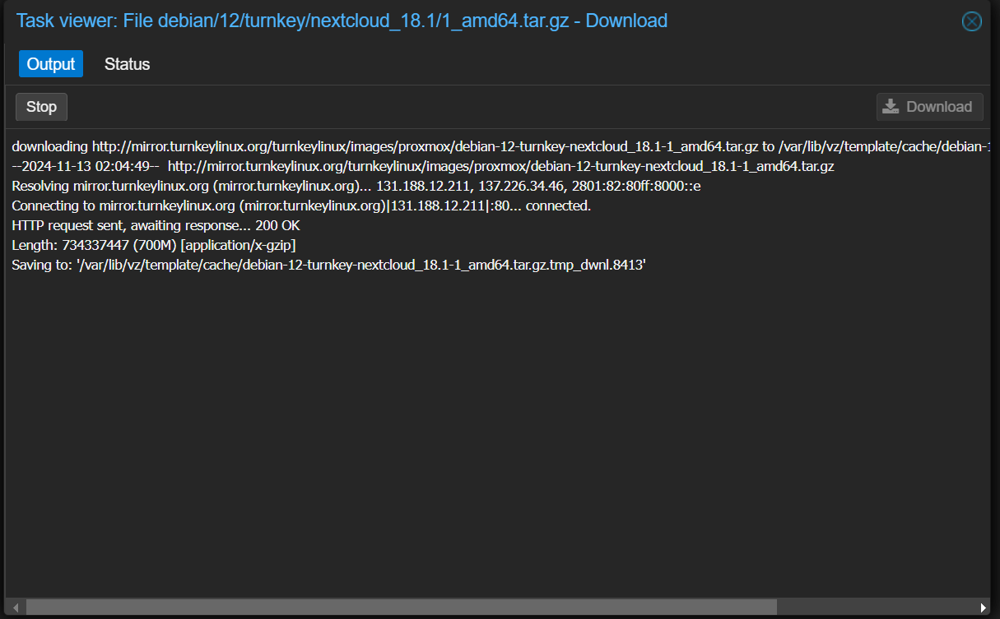 Task viewer: File debian/12/turnkey/nextcloud_18.1/1_amd64.tar.gz - Download
Output Status
Stop Download
downloading http://mirror.turnkeylinux.org/turnkeylinux/images/proxmox/debian-12-turnkey-nextcloud_18.1-1_amd64.tar.gz to /var/lib/vz/template/cache/debian-1
--2024-11-13 02:04:49--  http://mirror.turnkeylinux.org/turnkeylinux/images/proxmox/debian-12-turnkey-nextcloud_18.1-1_amd64.tar.gz
Resolving mirror.turnkeylinux.org (mirror.turnkeylinux.org)... 131.188.12.211, 137.226.34.46, 2801:82:80ff:8000::e
Connecting to mirror.turnkeylinux.org (mirror.turnkeylinux.org)|131.188.12.211|:80... connected.
HTTP request sent, awaiting response... 200 OK
Length: 734337447 (700M) [application/x-gzip]
Saving to: '/var/lib/vz/template/cache/debian-12-turnkey-nextcloud_18.1-1_amd64.tar.gz.tmp_dwnl.8413'